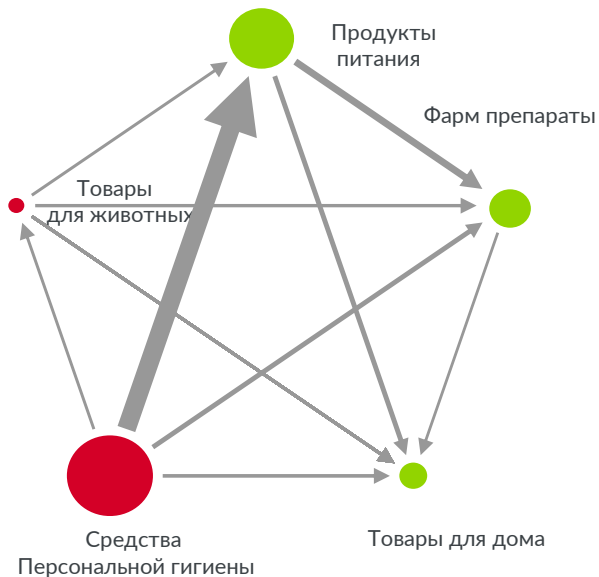 Продукты
питания
Фарм препараты
Товары
для животных
Средства
Персональной гигиены
Товары для дома